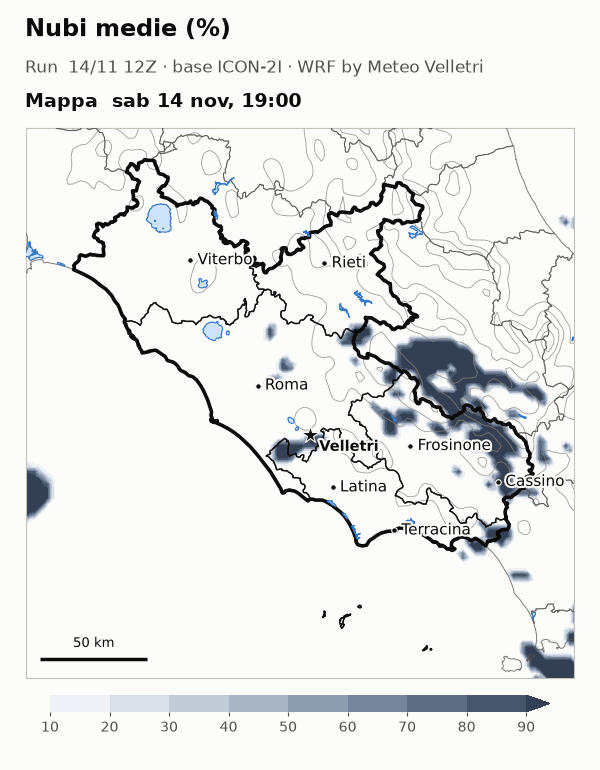 Nubi medie (%)
Run 14/11 12Z · base ICON-2I · WRF by Meteo Velletri
Mappa sab 14 nov, 19:00
Viterbo
Rieti
Roma
Velletri
Frosinone
Cassino
Latina
Terracina
50 km
10 20 30 40 50 60 70 80 90